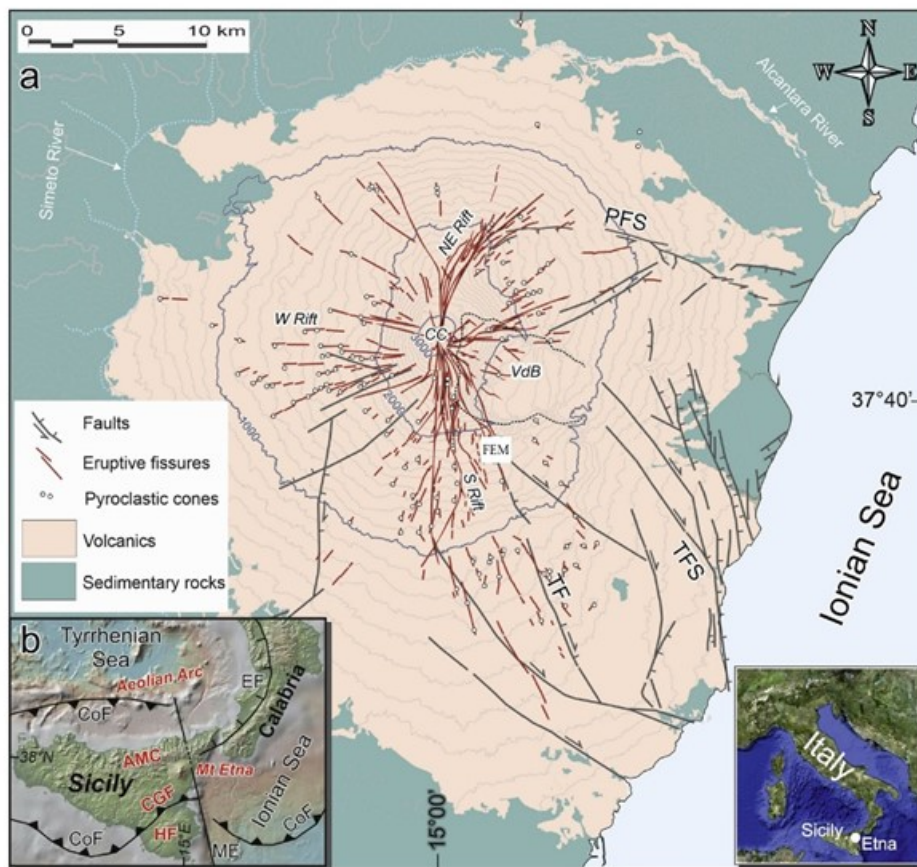 0 5 10 km
a
N
W E
S
Simeto River
Alcantara River
PFS
NE Rift
W Rift
CC
3000
VdB
2000
1000
37°40'
FEM
S Rift
TF
TFS
Ionian Sea
Faults
Eruptive fissures
Pyroclastic cones
Volcanics
Sedimentary rocks
15°00'
b
Tyrrhenian
Sea
Aeolian Arc
EF
Calabria
CoF
38°N
AMC
Sicily
Mt Etna
Ionian Sea
CGF
CoF
HF
15°E
ME
CoF
Italy
Sicily
Etna